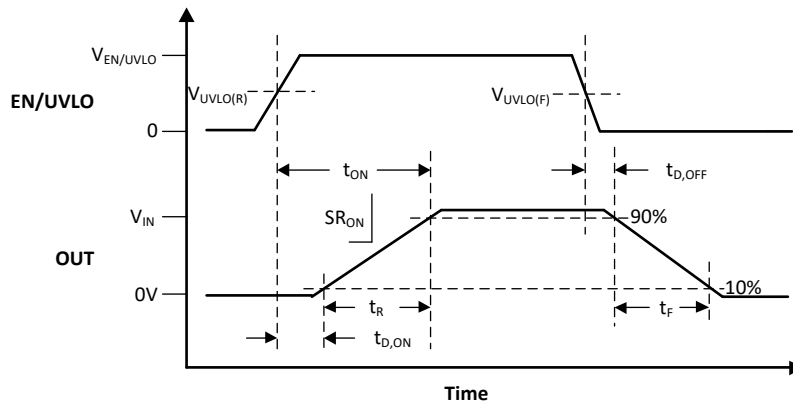 V_EN/UVLO
V_UVLO(R)
V_UVLO(F)
EN/UVLO
0
t_ON
t_D,OFF
V_IN
SR_ON
90%
OUT
0V
10%
t_R
t_F
t_D,ON
Time